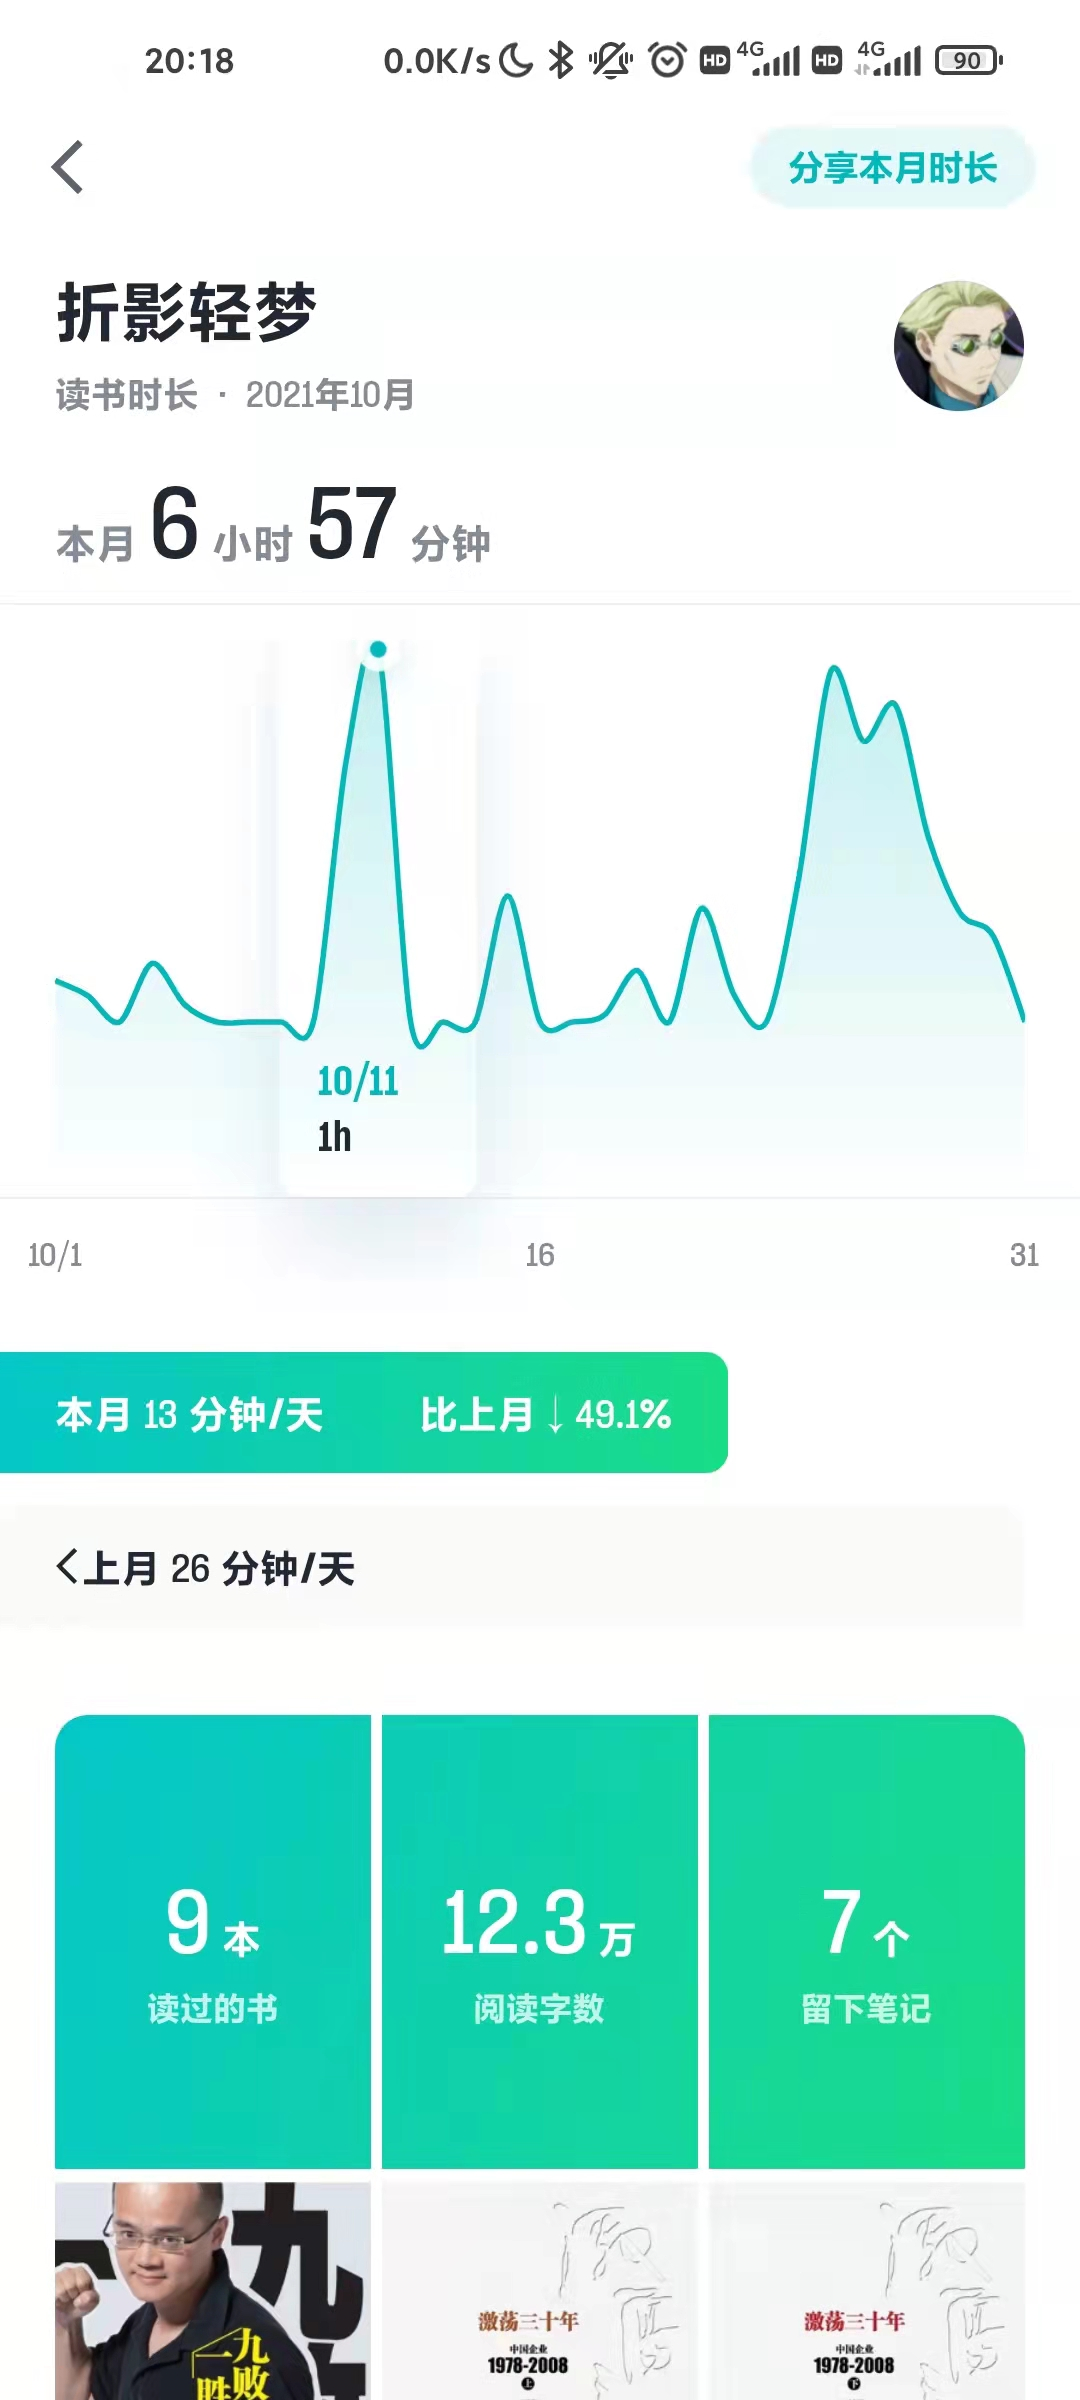 20:18 0.0K/s HD 4G HD 4G 90
分享本月时长
折影轻梦
读书时长 · 2021年10月
本月 6 小时 57 分钟
10/11
1h
10/1 16 31
本月 13 分钟/天 比上月↓49.1%
上月 26 分钟/天
9 本 12.3 万 7 个
读过的书 阅读字数 留下笔记
九
一九败
胜
激荡三十年
中国企业
1978-2008
上
激荡三十年
中国企业
1978-2008
下